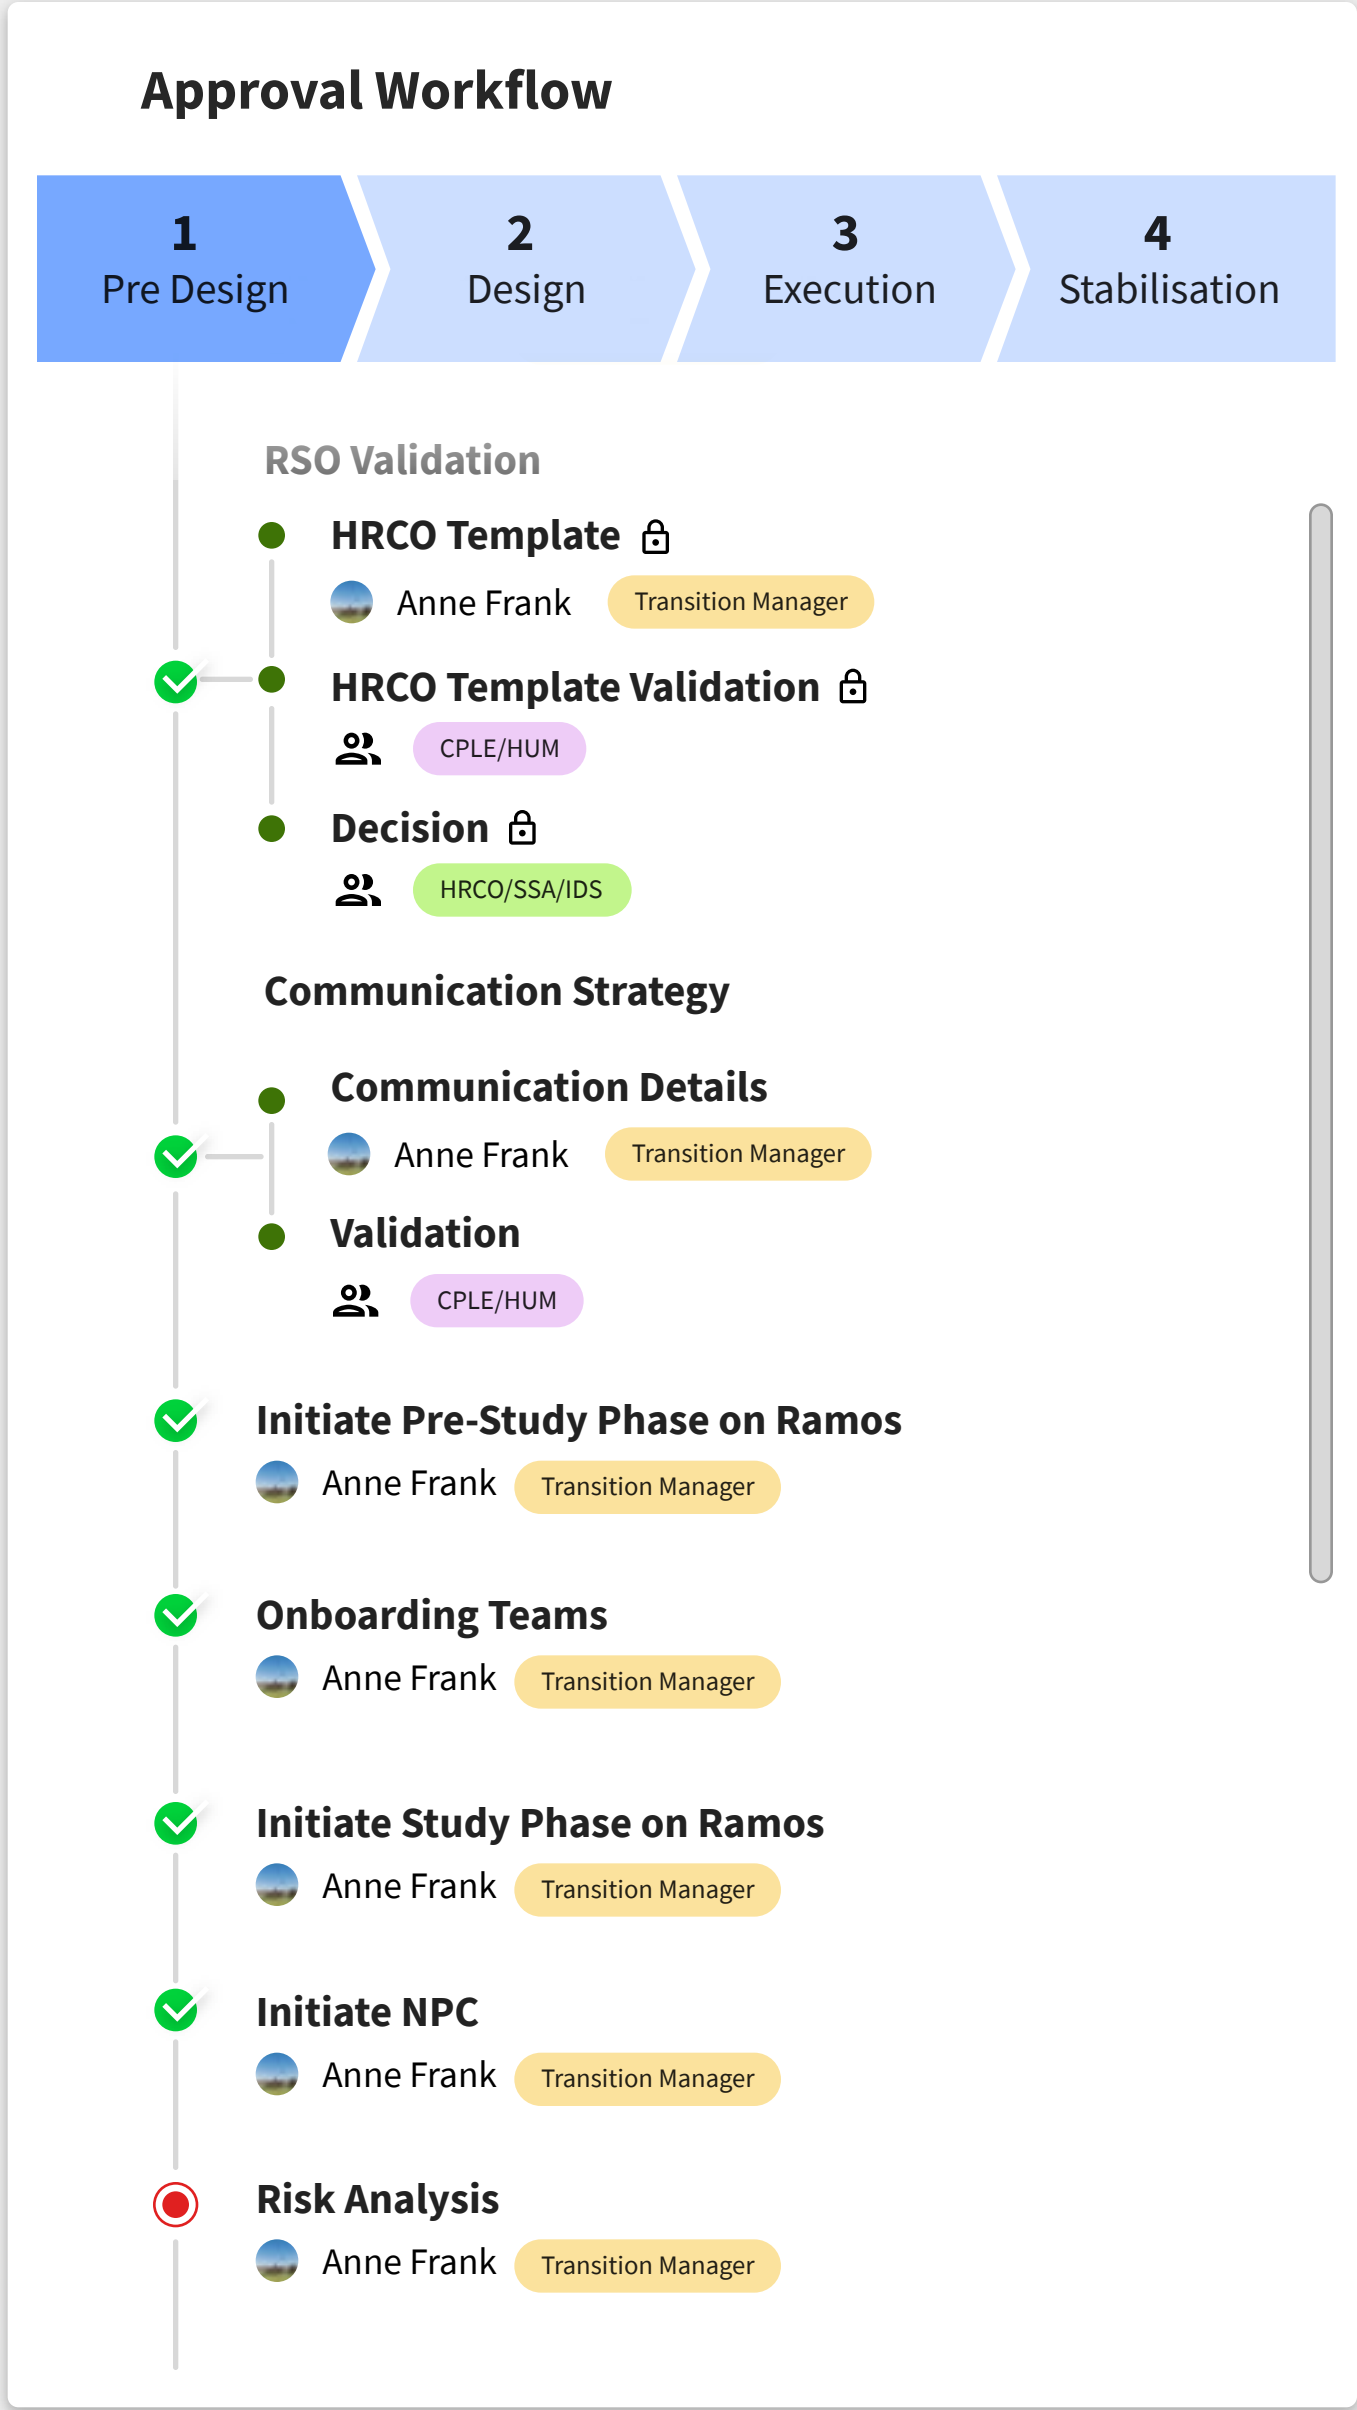 Approval Workflow
1
Pre Design
2
Design
3
Execution
4
Stabilisation
RSO Validation
HRCO Template
Anne Frank Transition Manager
HRCO Template Validation
CPLE/HUM
Decision
HRCO/SSA/IDS
Communication Strategy
Communication Details
Anne Frank Transition Manager
Validation
CPLE/HUM
Initiate Pre-Study Phase on Ramos
Anne Frank Transition Manager
Onboarding Teams
Anne Frank Transition Manager
Initiate Study Phase on Ramos
Anne Frank Transition Manager
Initiate NPC
Anne Frank Transition Manager
Risk Analysis
Anne Frank Transition Manager